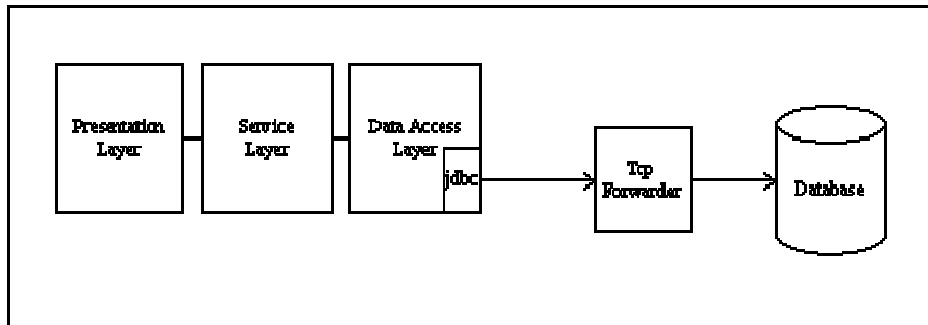 Presentation
Layer
Service
Layer
Data Access
Layer
jdbc
Tcp
Forwarder
Database